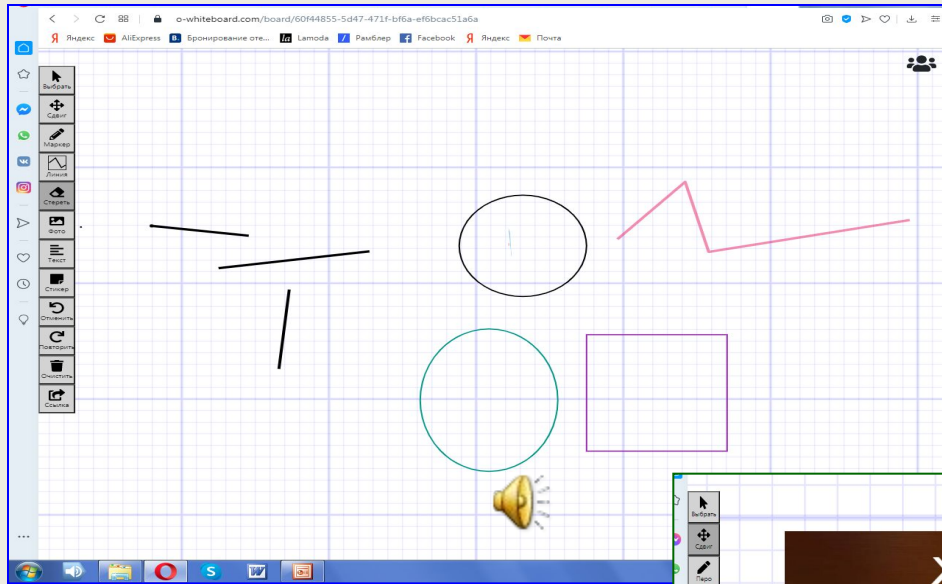 o-whiteboard.com/board/60f44855-5d47-471f-bf6a-ef6bcac51a6a
Яндекс AliExpress B. Бронирование оте... la Lamoda Рамблер Facebook Яндекс Почта
Выбрать
Сдвиг
Маркер
Линия
Стереть
Фото
Текст
Стикер
Отменить
Повторить
Очистить
Ссылка
Выбрать
Сдвиг
Перо